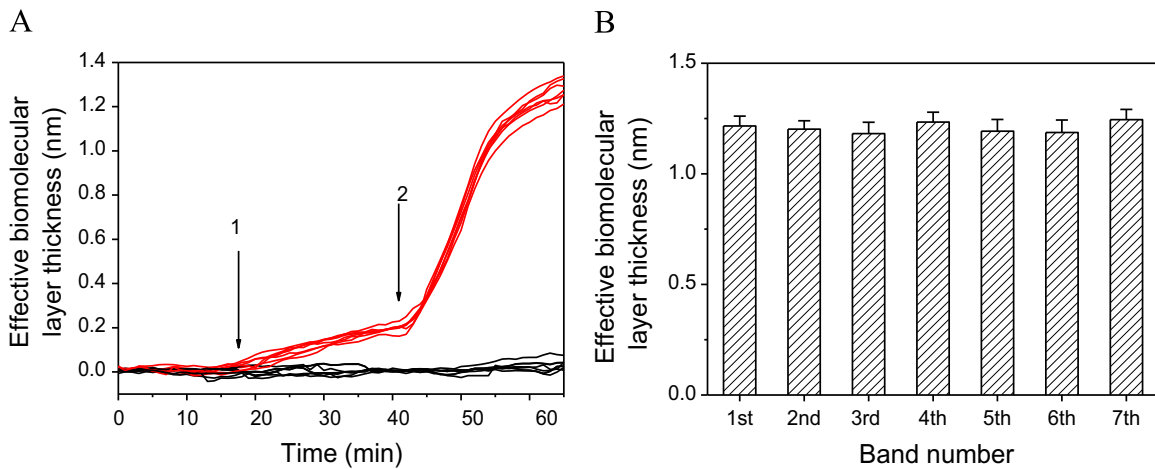 A
Effective biomolecular
layer thickness (nm)
1.4
1.2
1.0
0.8
0.6
0.4
0.2
0.0
1
2
0 10 20 30 40 50 60
Time (min)
B
Effective biomolecular
layer thickness (nm)
1.5
1.0
0.5
0.0
1st 2nd 3rd 4th 5th 6th 7th
Band number